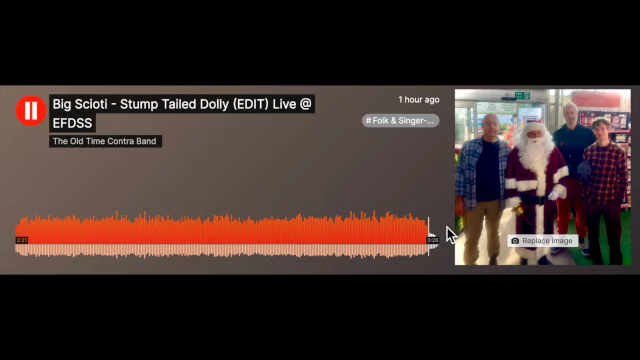 Big Scioti - Stump Tailed Dolly (EDIT) Live @
EFDSS
The Old Time Contra Band
1 hour ago
# Folk & Singer-...
3:21
3:26
Replace image